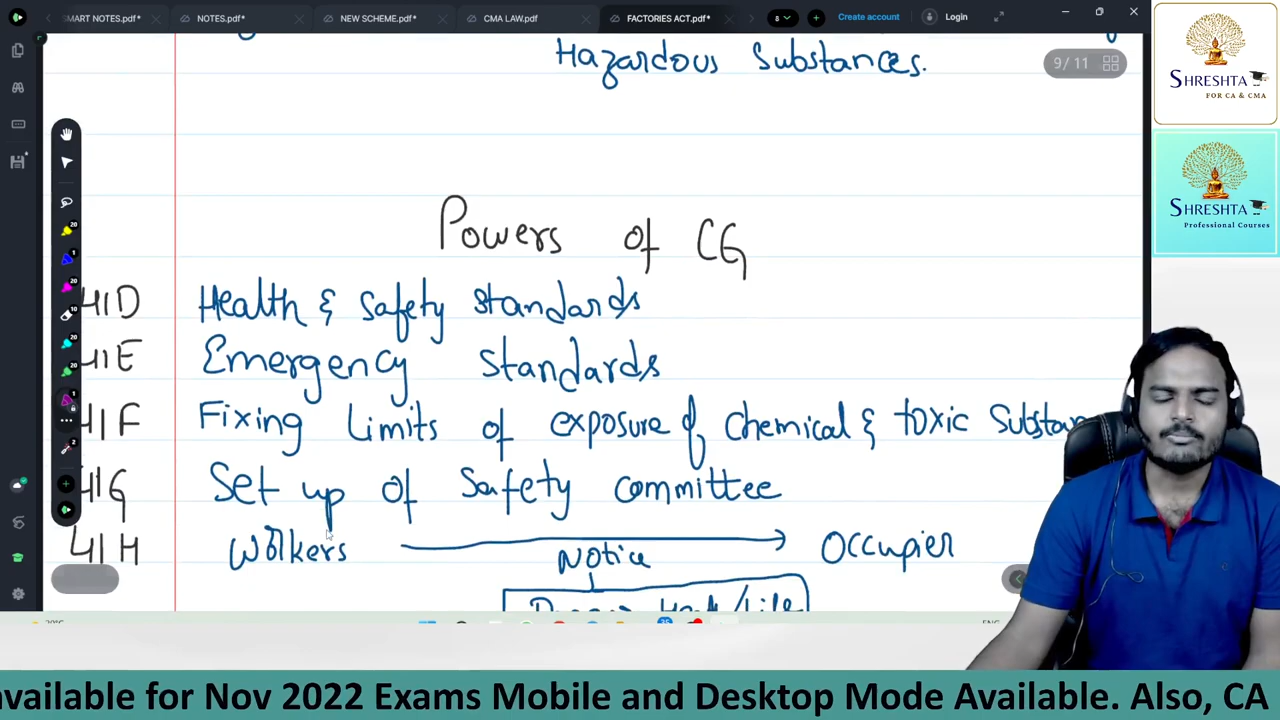 SMART NOTES.pdf* NOTES.pdf* NEW SCHEME.pdf* CMA LAW.pdf FACTORIES ACT.pdf* 8 Create account Login
Hazardous Substances.
9 / 11
SHRESHTA
FOR CA & CMA
SHRESHTA
Professional Courses
Powers of CG
41D Health & Safety Standards
41E Emergency Standards
41F Fixing Limits of exposure of chemical & toxic Substan
41G Set up of Safety committee
41H Workers Notice Occupier
available for Nov 2022 Exams Mobile and Desktop Mode Available. Also, CA